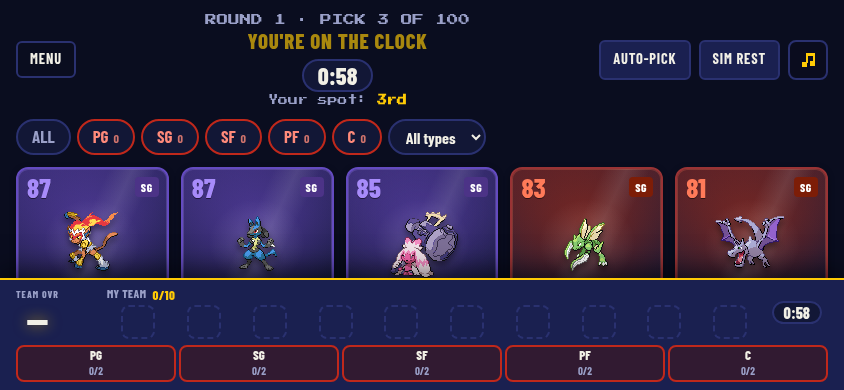 ROUND 1 · PICK 3 OF 100
YOU'RE ON THE CLOCK
MENU
0:58
AUTO-PICK
SIM REST
Your spot: 3rd
ALL
PG 0
SG 0
SF 0
PF 0
C 0
All types
87 SG
87 SG
85 SG
83 SG
81 SG
TEAM OVR
MY TEAM 0/10
0:58
PG
0/2
SG
0/2
SF
0/2
PF
0/2
C
0/2